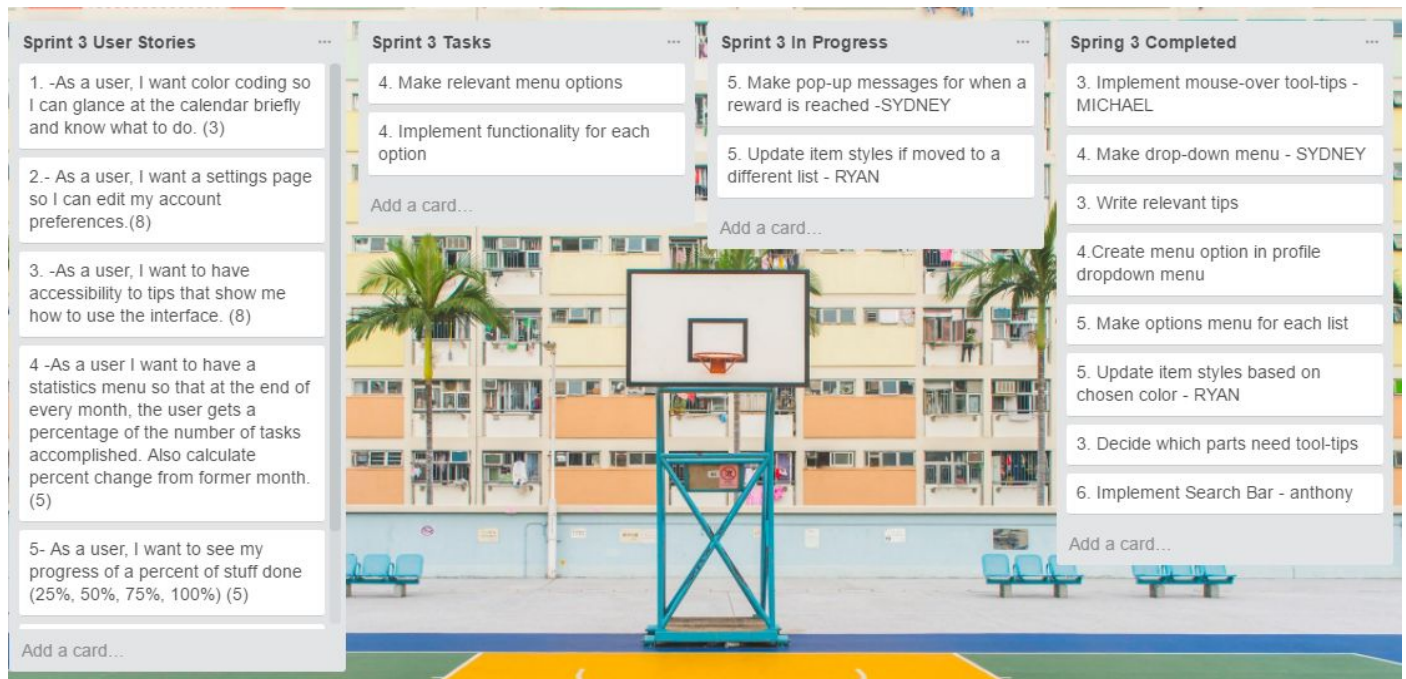 Sprint 3 User Stories
1. -As a user, I want color coding so
I can glance at the calendar briefly
and know what to do. (3)
2.- As a user, I want a settings page
so I can edit my account
preferences.(8)
3. -As a user, I want to have
accessibility to tips that show me
how to use the interface. (8)
4 -As a user I want to have a
statistics menu so that at the end of
every month, the user gets a
percentage of the number of tasks
accomplished. Also calculate
percent change from former month.
(5)
5- As a user, I want to see my
progress of a percent of stuff done
(25%, 50%, 75%, 100%) (5)
Add a card...
Sprint 3 Tasks
4. Make relevant menu options
4. Implement functionality for each
option
Add a card...
Sprint 3 In Progress
5. Make pop-up messages for when a
reward is reached -SYDNEY
5. Update item styles if moved to a
different list - RYAN
Add a card...
Spring 3 Completed
3. Implement mouse-over tool-tips -
MICHAEL
4. Make drop-down menu - SYDNEY
3. Write relevant tips
4.Create menu option in profile
dropdown menu
5. Make options menu for each list
5. Update item styles based on
chosen color - RYAN
3. Decide which parts need tool-tips
6. Implement Search Bar - anthony
Add a card...